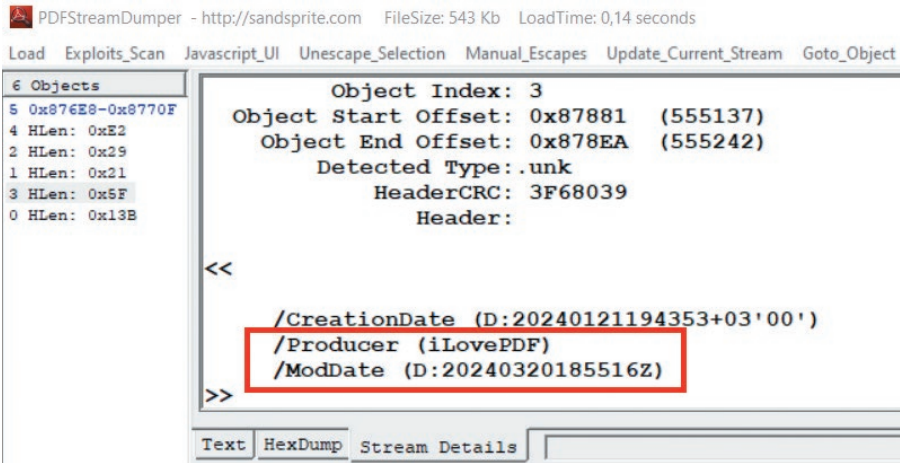 PDFStreamDumper - http://sandsprite.com FileSize: 543 Kb LoadTime: 0,14 seconds
Load Exploits_Scan Javascript_UI Unescape_Selection Manual_Escapes Update_Current_Stream Goto_Object
6 Objects
5 0x876E8-0x8770F
4 HLen: 0xE2
2 HLen: 0x29
1 HLen: 0x21
3 HLen: 0x5F
0 HLen: 0x13B
Object Index: 3
Object Start Offset: 0x87881 (555137)
Object End Offset: 0x878EA (555242)
Detected Type:.unk
HeaderCRC: 3F68039
Header:
<<
/CreationDate (D:20240121194353+03'00')
/Producer (iLovePDF)
/ModDate (D:20240320185516Z)
>>
Text HexDump Stream Details